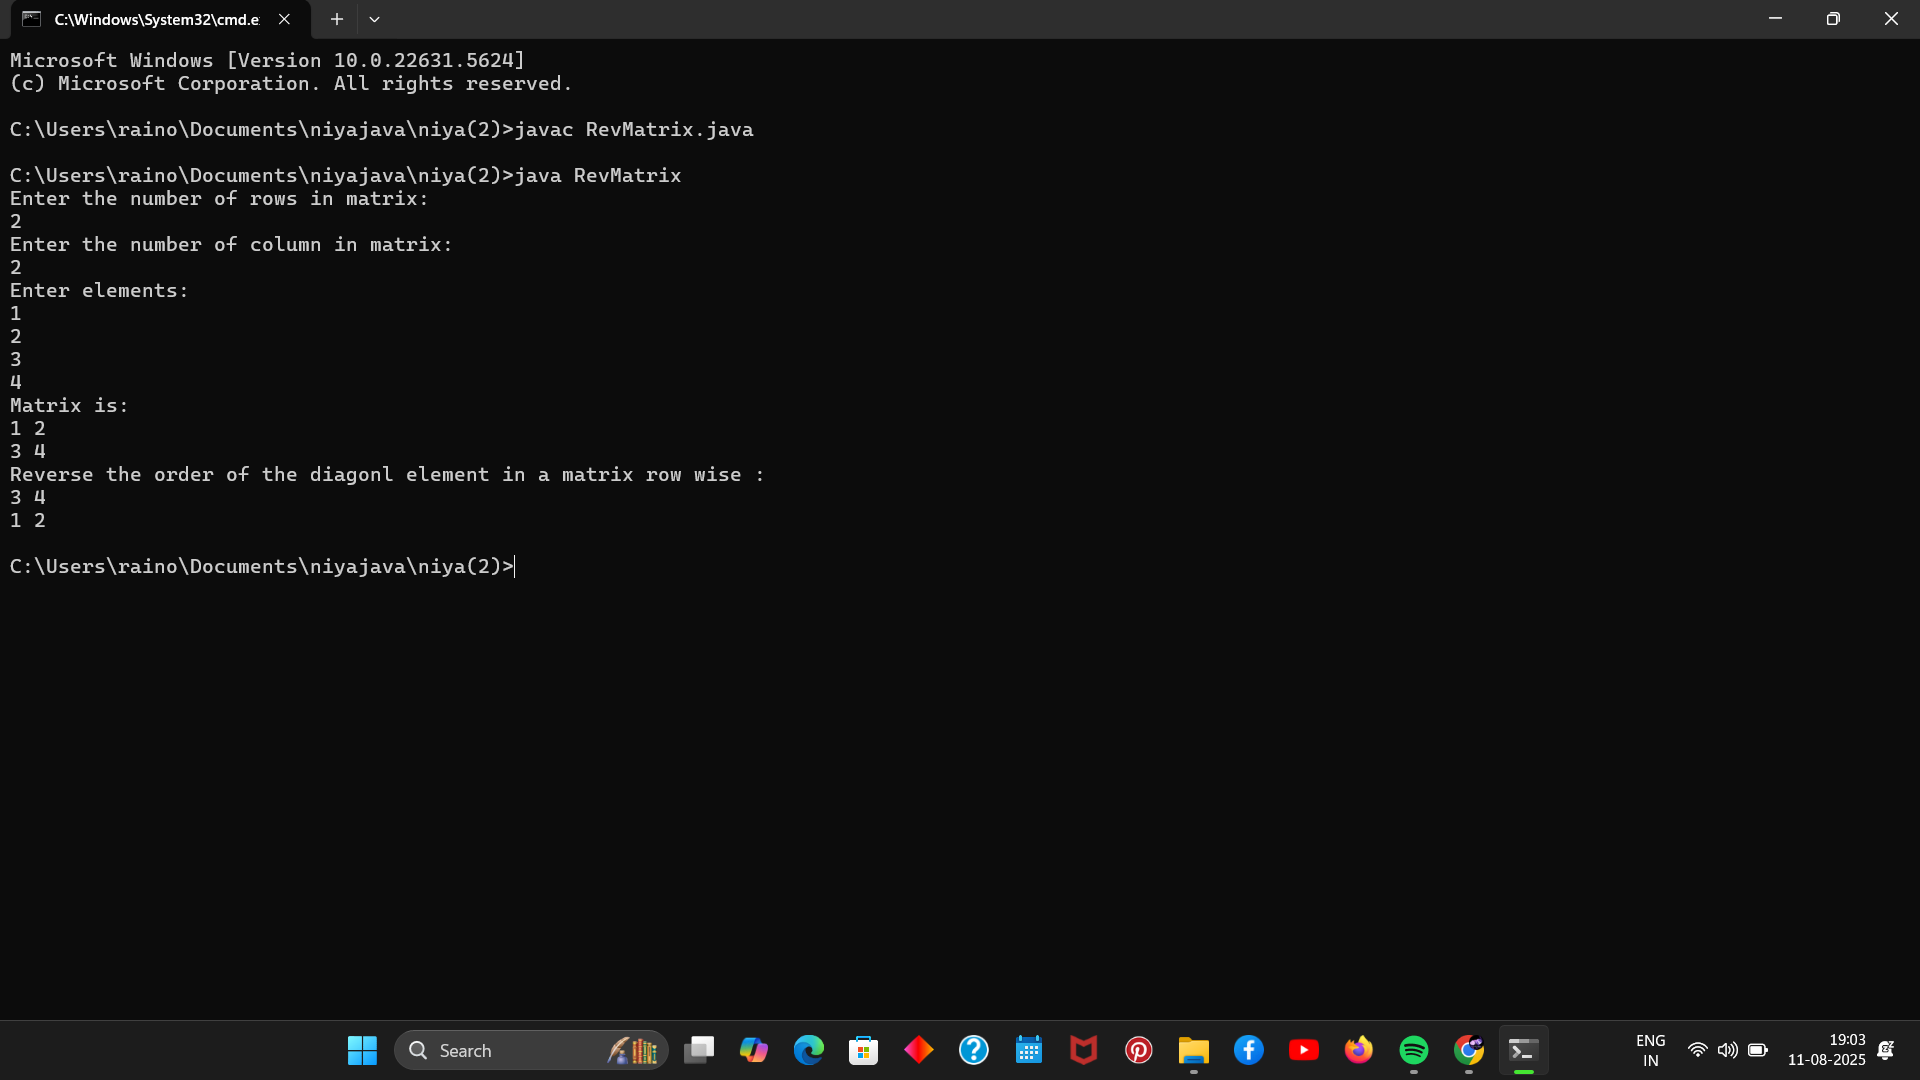 C:\Windows\System32\cmd.e
Microsoft Windows [Version 10.0.22631.5624]
(c) Microsoft Corporation. All rights reserved.
C:\Users\raino\Documents\niyajava\niya(2)>javac RevMatrix.java
C:\Users\raino\Documents\niyajava\niya(2)>java RevMatrix
Enter the number of rows in matrix:
2
Enter the number of column in matrix:
2
Enter elements:
1
2
3
4
Matrix is:
1 2
3 4
Reverse the order of the diagonl element in a matrix row wise :
3 4
1 2
C:\Users\raino\Documents\niyajava\niya(2)>
Search
ENG
IN
19:03
11-08-2025